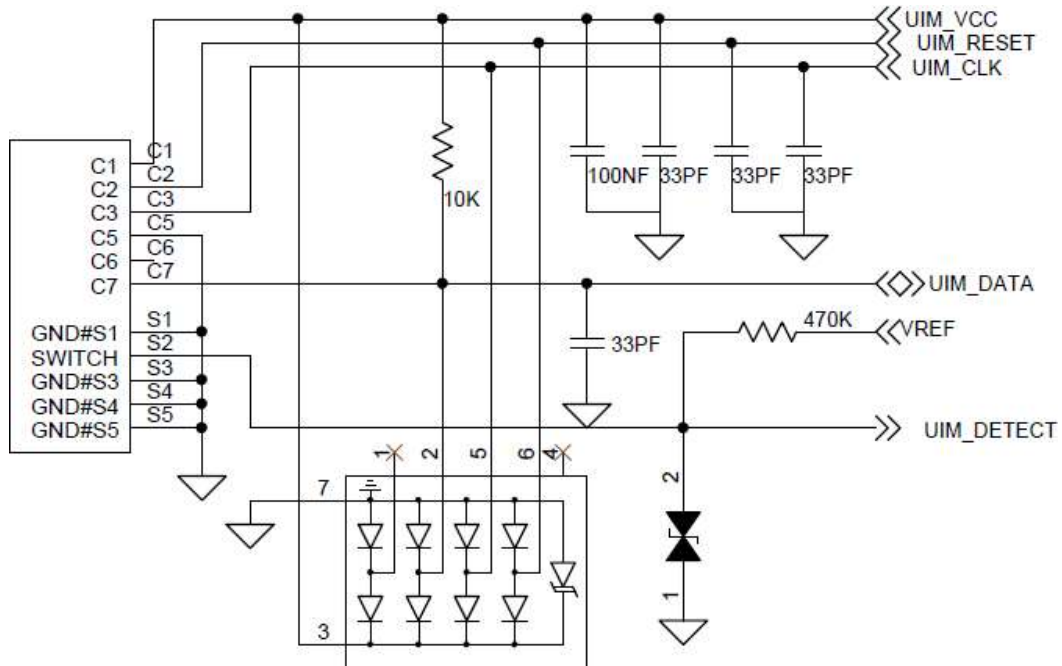 UIM_VCC
UIM_RESET
UIM_CLK
C1 C1
C2 C2
C3 C3
C5 C5
C6 C6
C7 C7
10K
100NF 33PF 33PF 33PF
UIM_DATA
GND#S1 S1
SWITCH S2
GND#S3 S3
GND#S4 S4
GND#S5 S5
33PF
470K VREF
UIM_DETECT
1 2 5 6 4
7
3
2
1